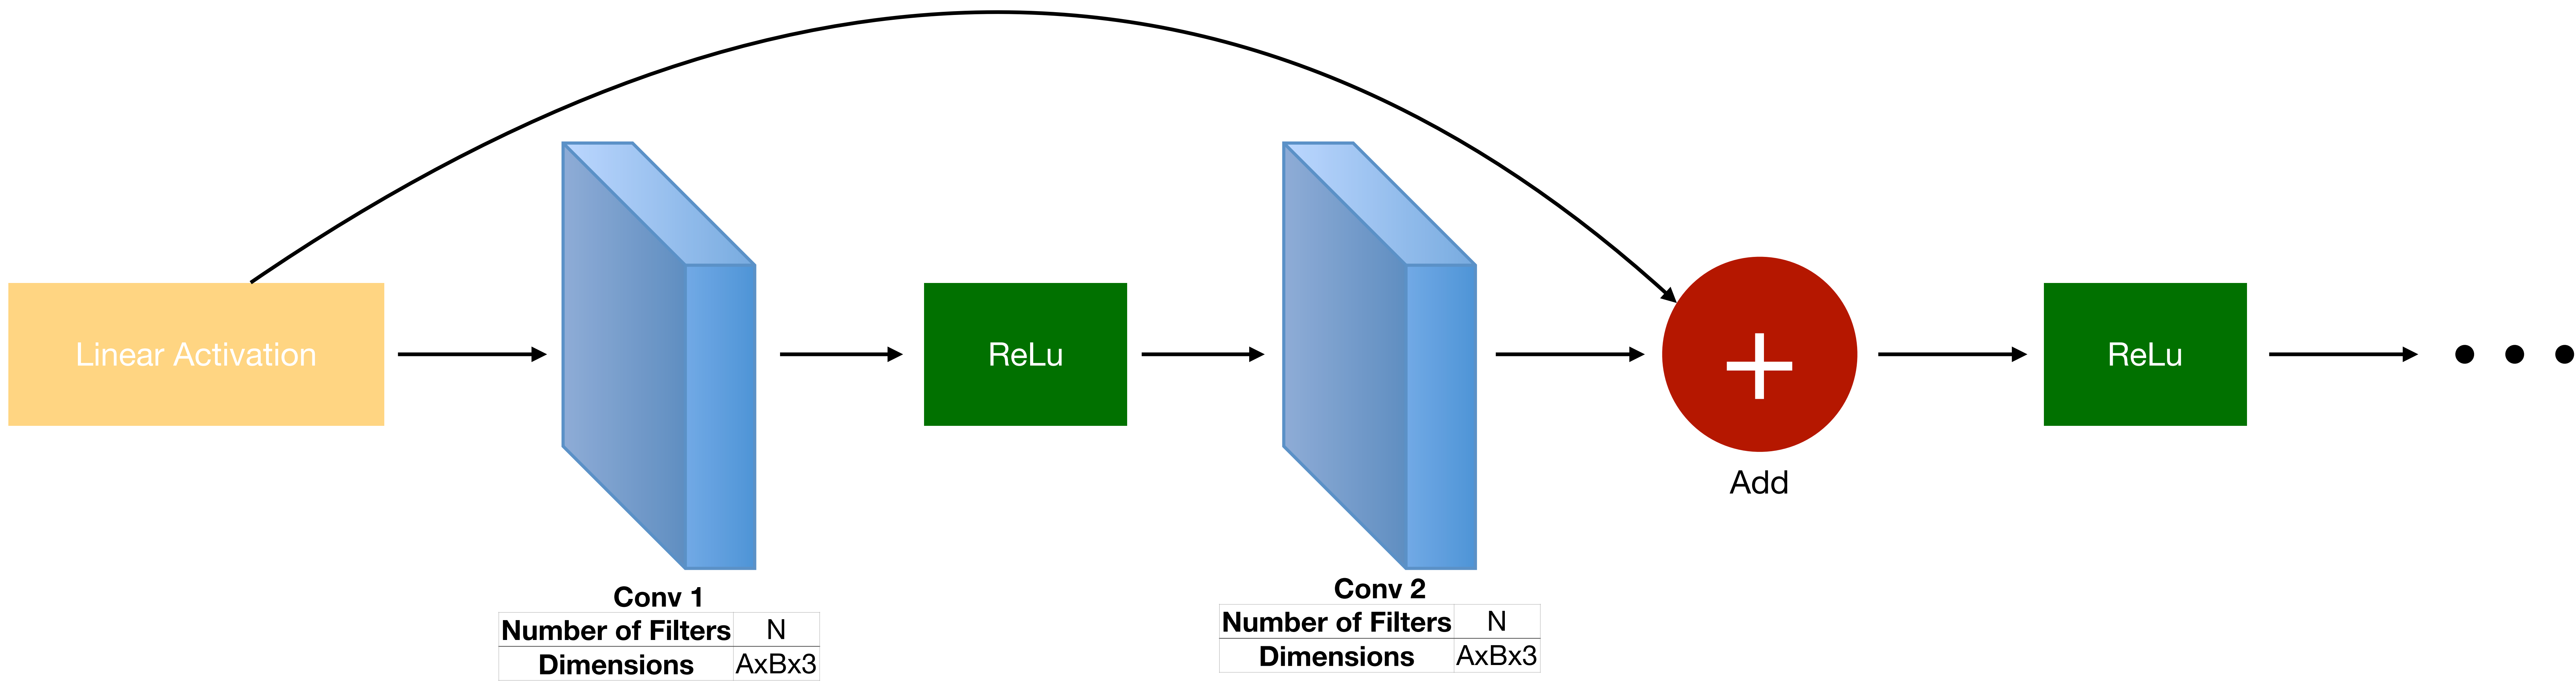 Linear Activation
ReLu
+
Add
ReLu
Conv 1
Number of Filters N
Dimensions AxBx3
Conv 2
Number of Filters N
Dimensions AxBx3